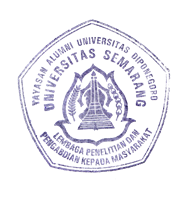 YAYASAN ALUMNI UNIVERSITAS DIPONEGORO
UNIVERSITAS SEMARANG
LEMBAGA PENELITIAN DAN
PENGABDIAN KEPADA MASYARAKAT